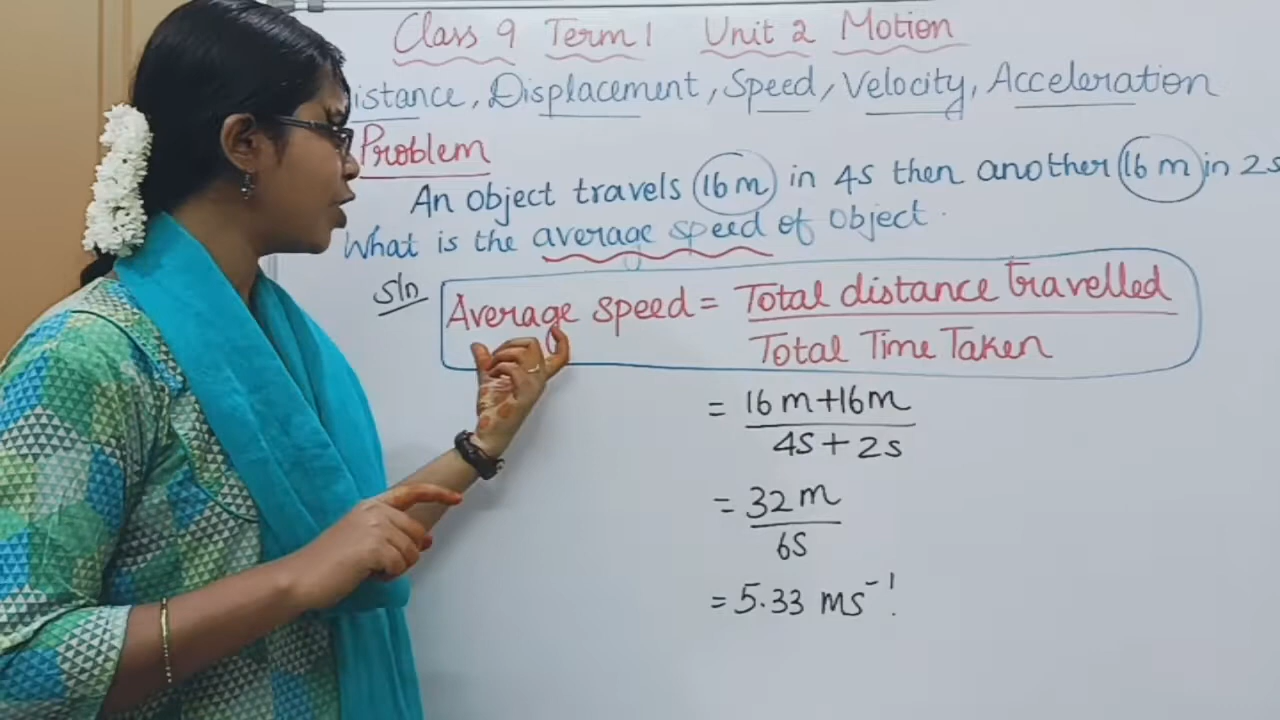 Class 9 Term 1 Unit 2 Motion
istance, Displacement, Speed, Velocity, Acceleration
Problem
An object travels 16 m in 4s then another 16 m in 2s
What is the average speed of object.
Sln
Average speed = Total distance travelled
Total Time Taken
= 16 m+16m
4s + 2s
= 32 m
6s
= 5.33 ms⁻¹.